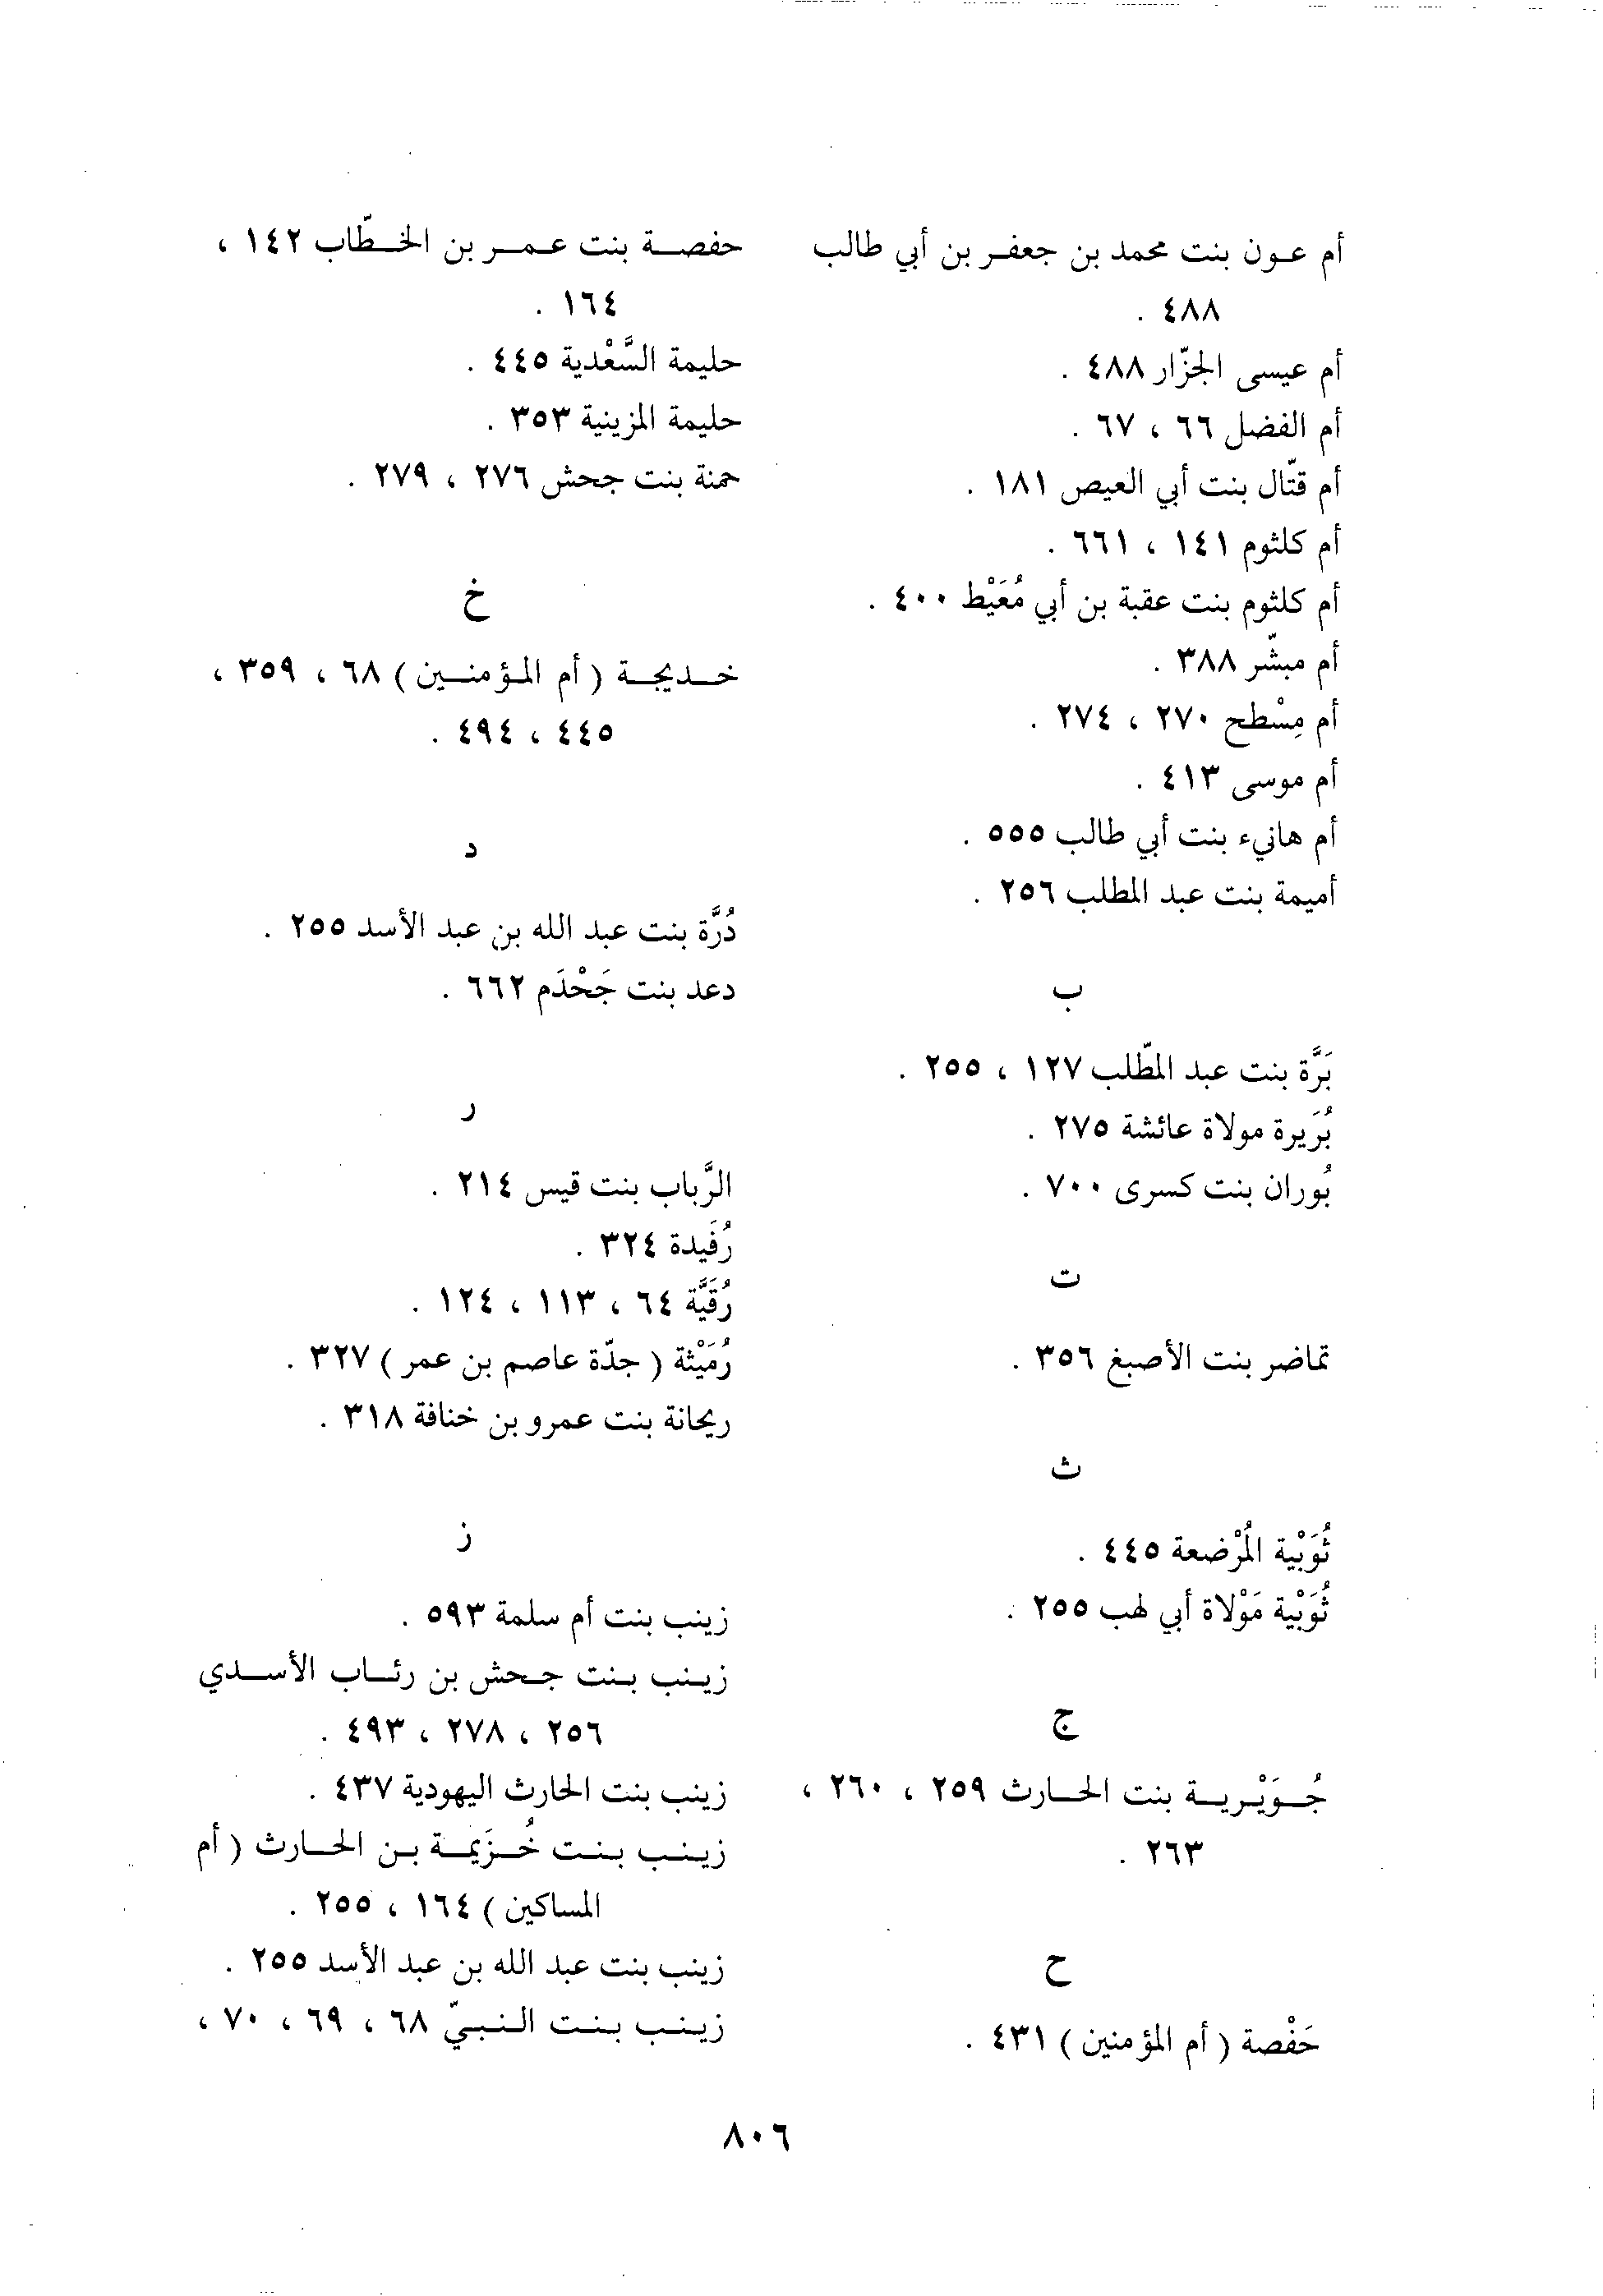 أم عون بنت محمد بن جعفر بن أبي طالب
٤٨٨ .
أم عيسى الجزّار ٤٨٨ .
أم الفضل ٦٦ ، ٦٧ .
أم قتّال بنت أبي العيص ١٨١ .
أم كلثوم ١٤١ ، ٦٦١ .
أم كلثوم بنت عقبة بن أبي مُعَيْط ٤٠٠ .
أم مبشّر ٣٨٨ .
أم مِسْطح ٢٧٠ ، ٢٧٤ .
أم موسى ٤١٣ .
أم هانيء بنت أبي طالب ٥٥٥ .
أميمة بنت عبد المطلب ٢٥٦ .
ب
بَرَّة بنت عبد المطّلب ١٢٧ ، ٢٥٥ .
بُرَيرة مولاة عائشة ٢٧٥ .
بُوران بنت كسرى ٧٠٠ .
ت
تماضر بنت الأصبغ ٣٥٦ .
ث
ثُوَبْية المُرْضعة ٤٤٥ .
ثُوَبْية مَوْلاة أبي لهب ٢٥٥ .
ج
جُوَيْرية بنت الحارث ٢٥٩ ، ٢٦٠ ،
٢٦٣ .
ح
حَفْصة ( أم المؤمنين ) ٤٣١ .
حفصة بنت عمر بن الخطّاب ١٤٢ ،
١٦٤ .
حليمة السَّعْدية ٤٤٥ .
حليمة المزينية ٣٥٣ .
حمنة بنت جحش ٢٧٦ ، ٢٧٩ .
خ
خديجة ( أم المؤمنين ) ٦٨ ، ٣٥٩ ،
٤٤٥ ، ٤٩٤ .
د
دُرَّة بنت عبد الله بن عبد الأسد ٢٥٥ .
دعد بنت جَحْدَم ٦٦٢ .
ر
الرَّباب بنت قيس ٢١٤ .
رُفَيدة ٣٢٤ .
رُقَيَّة ٦٤ ، ١١٣ ، ١٢٤ .
رُمَيْثة ( جدّة عاصم بن عمر ) ٣٢٧ .
ريحانة بنت عمرو بن خنافة ٣١٨ .
ز
زينب بنت أم سلمة ٥٩٣ .
زينب بنت جحش بن رئاب الأسدي
٢٥٦ ، ٢٧٨ ، ٤٩٣ .
زينب بنت الحارث اليهودية ٤٣٧ .
زينب بنت خُزَيمة بن الحارث ( أم
المساكين ) ١٦٤ ، ٢٥٥ .
زينب بنت عبد الله بن عبد الأسد ٢٥٥ .
زينب بنت النبيّ ٦٨ ، ٦٩ ، ٧٠ ،
٨٠٦